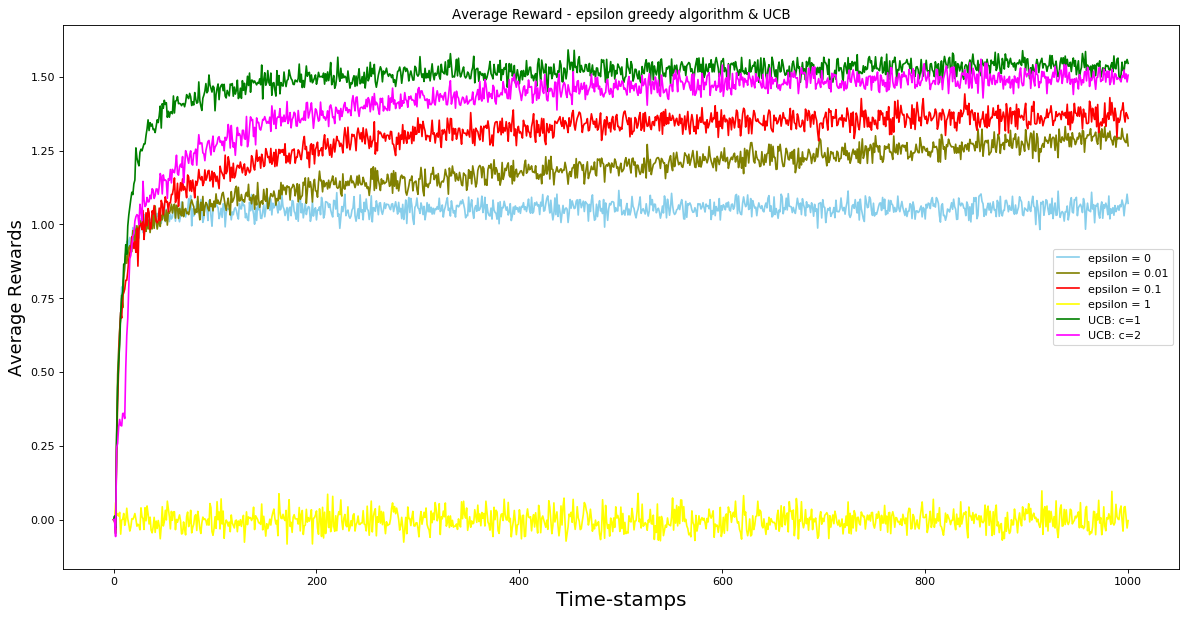 Average Reward - epsilon greedy algorithm & UCB
Average Rewards
1.50
1.25
1.00
0.75
0.50
0.25
0.00
epsilon = 0
epsilon = 0.01
epsilon = 0.1
epsilon = 1
UCB: c=1
UCB: c=2
0 200 400 600 800 1000
Time-stamps